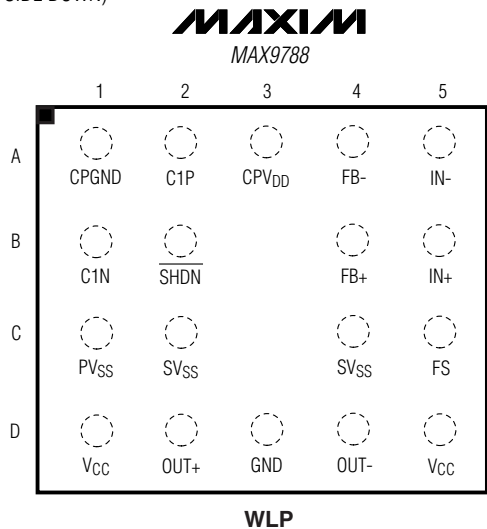 SIDE DOWN)
MAXIM
MAX9788
1 2 3 4 5
A
CPGND C1P CPVDD FB- IN-
B
C1N SHDN FB+ IN+
C
PVSS SVSS SVSS FS
D
VCC OUT+ GND OUT- VCC
WLP